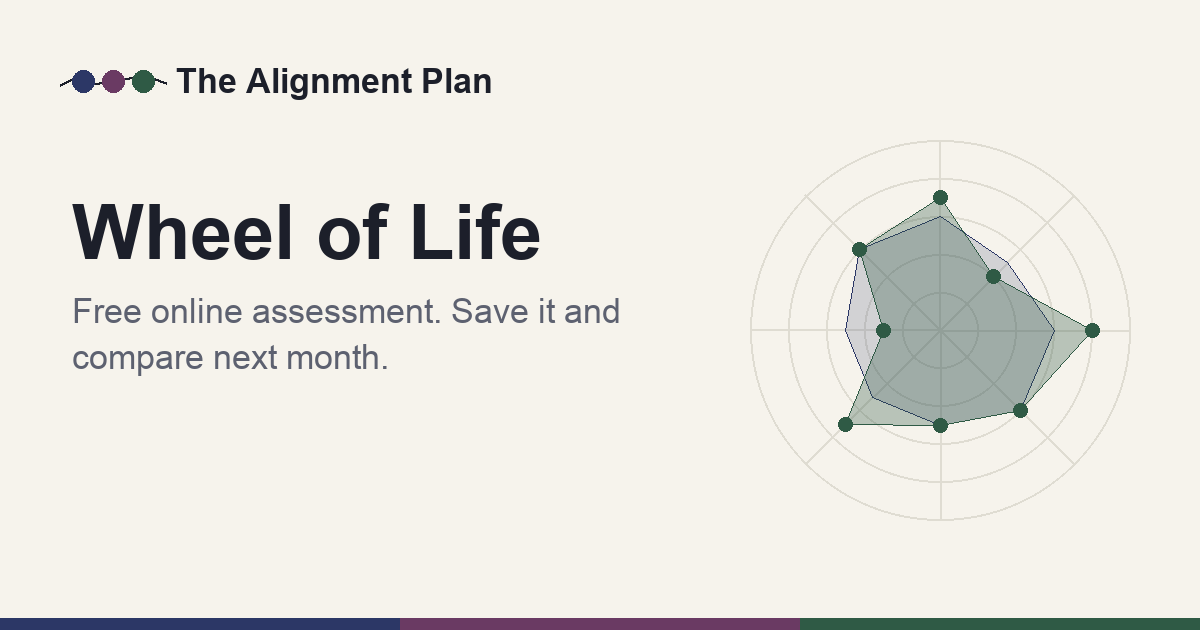 The Alignment Plan
Wheel of Life
Free online assessment. Save it and
compare next month.